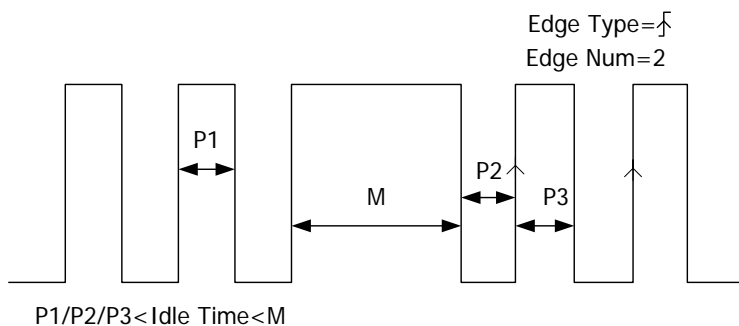 Edge Type=
Edge Num=2
P1
P2
M
P3
P1/P2/P3<Idle Time<M